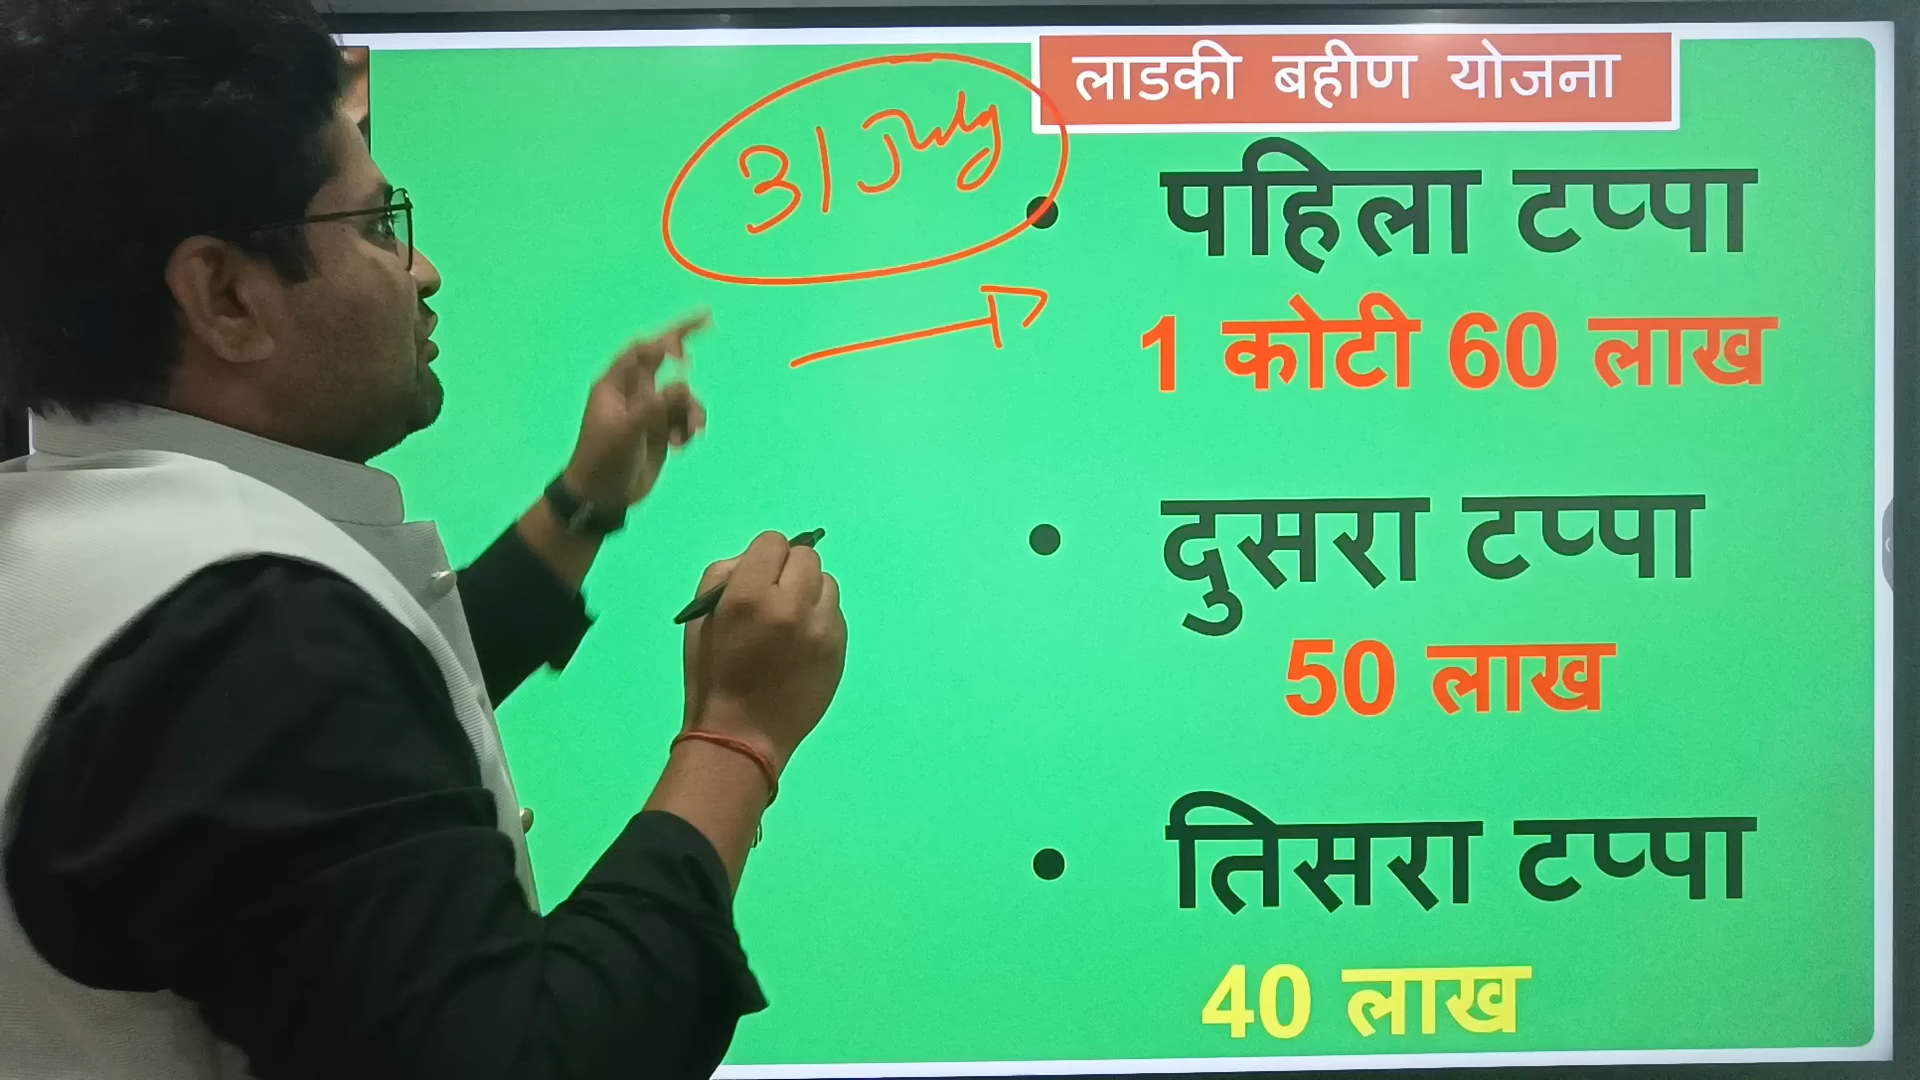 लाडकी बहीण योजना
31 July
• पहिला टप्पा
1 कोटी 60 लाख
• दुसरा टप्पा
50 लाख
• तिसरा टप्पा
40 लाख